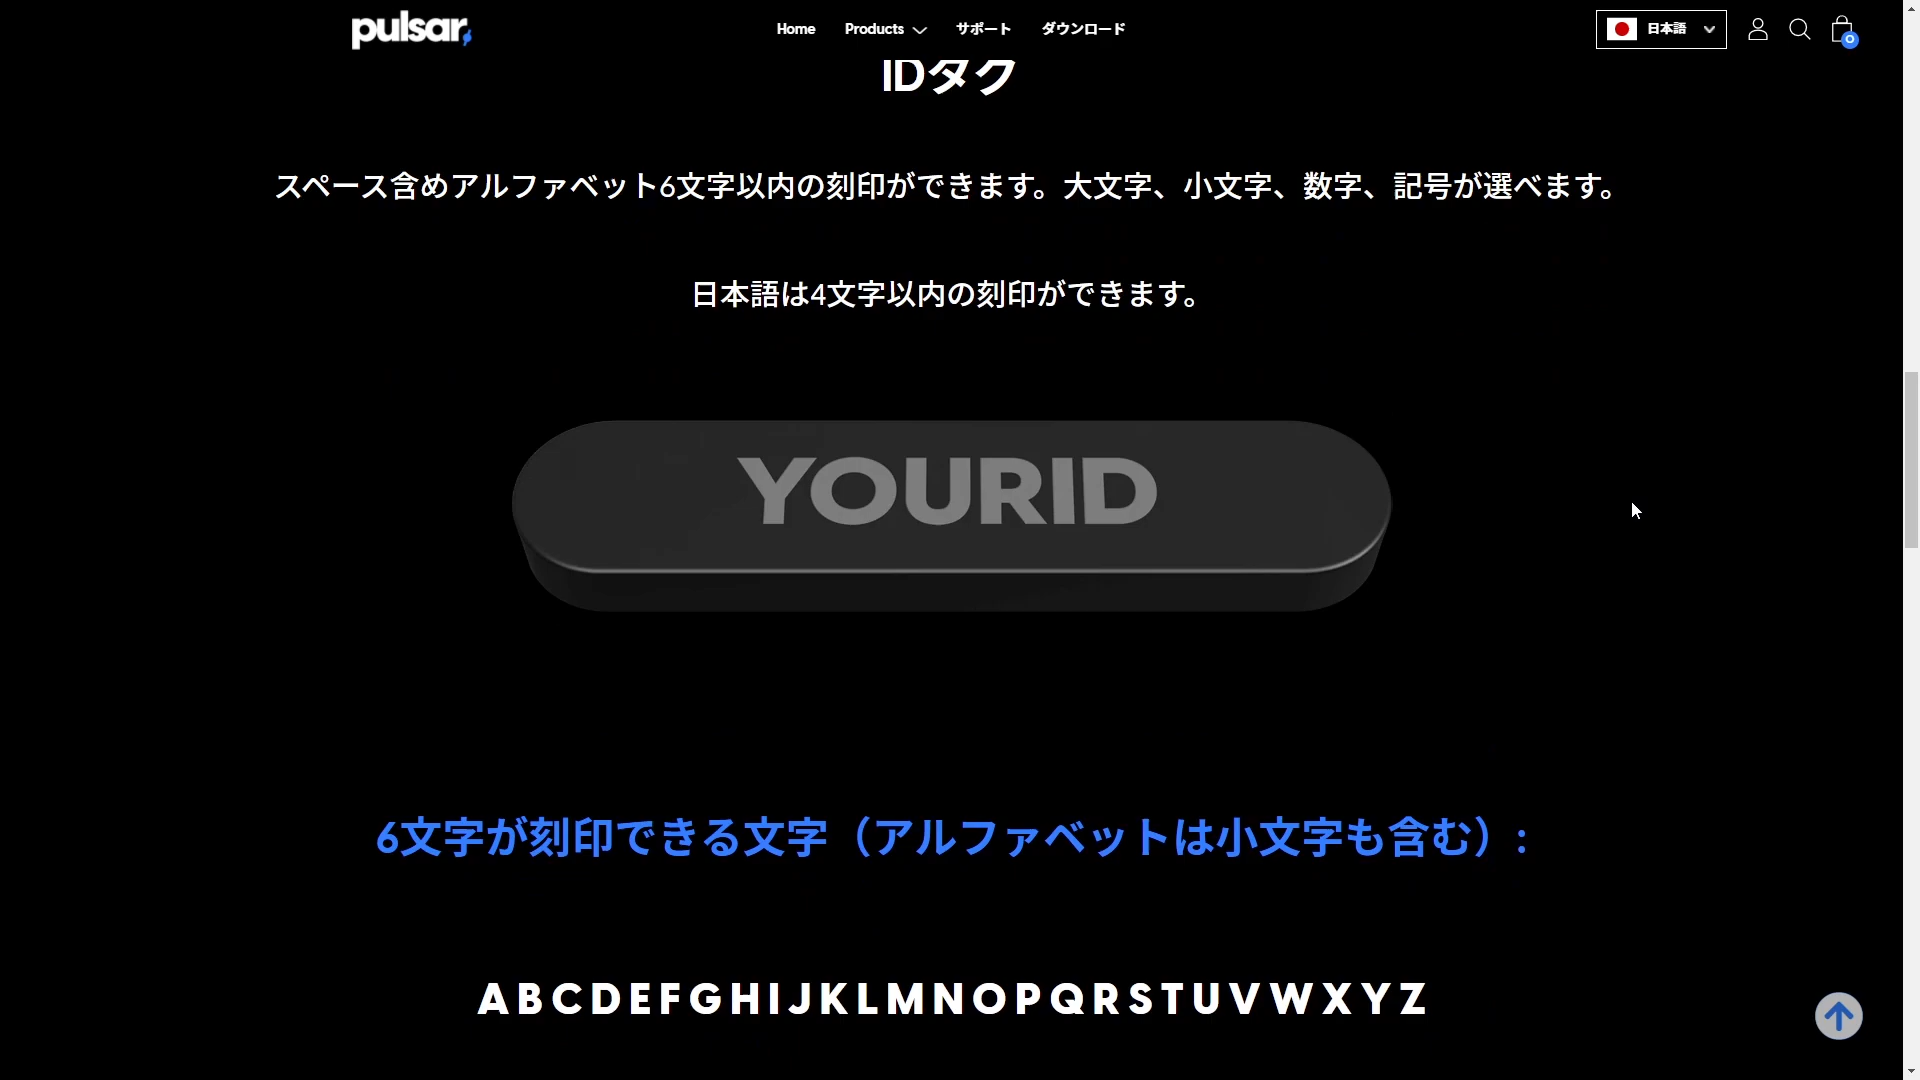 pulsar
Home Products サポート ダウンロード 日本語 0
IDタグ
スペース含めアルファベット6文字以内の刻印ができます。大文字、小文字、数字、記号が選べます。
日本語は4文字以内の刻印ができます。
YOURID
6文字が刻印できる文字（アルファベットは小文字も含む）:
A B C D E F G H I J K L M N O P Q R S T U V W X Y Z